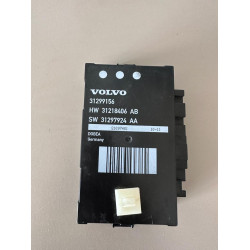 VOLVO
31299156
HW 31218406 AB
SW 31297924 AA
Germany